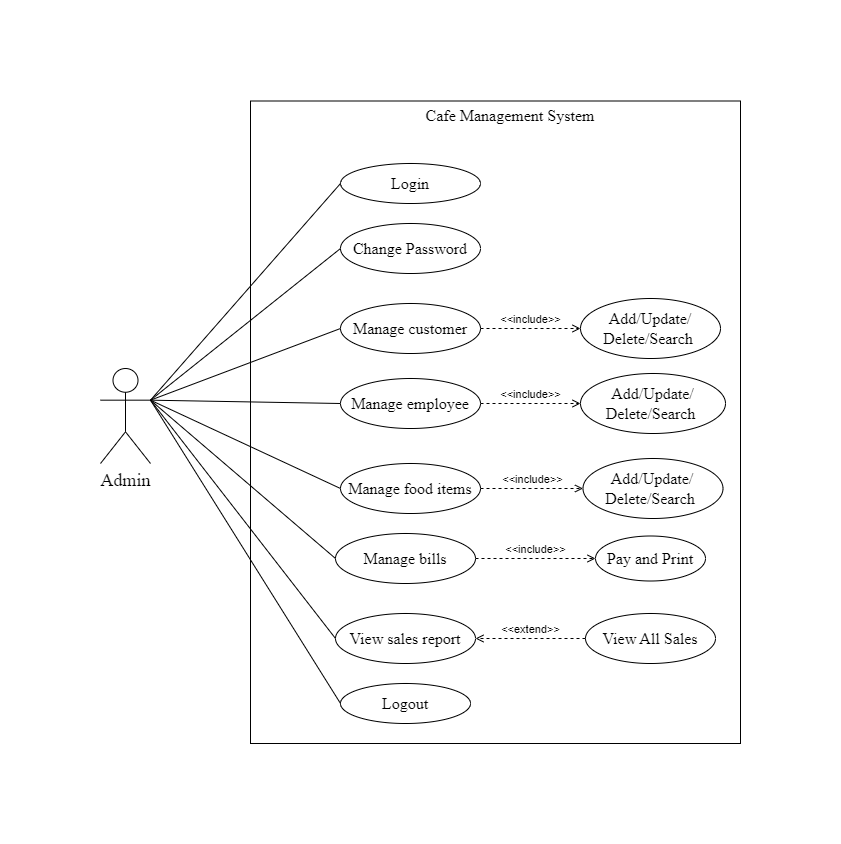 Cafe Management System
Login
Change Password
Manage customer
<<include>>
Add/Update/
Delete/Search
Manage employee
<<include>>
Add/Update/
Delete/Search
Admin
Manage food items
<<include>>
Add/Update/
Delete/Search
Manage bills
<<include>>
Pay and Print
View sales report
<<extend>>
View All Sales
Logout